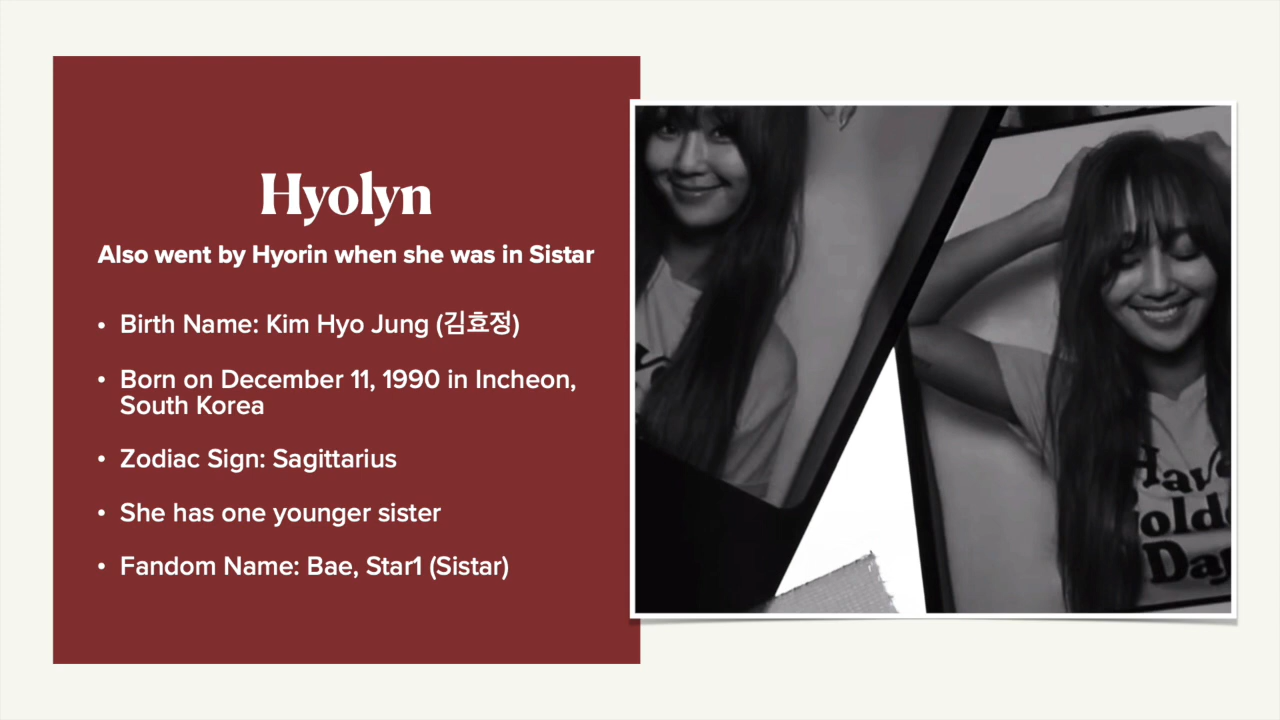 Hyolyn
Also went by Hyorin when she was in Sistar
• Birth Name: Kim Hyo Jung (김효정)
• Born on December 11, 1990 in Incheon,
South Korea
• Zodiac Sign: Sagittarius
• She has one younger sister
• Fandom Name: Bae, Star1 (Sistar)
Have